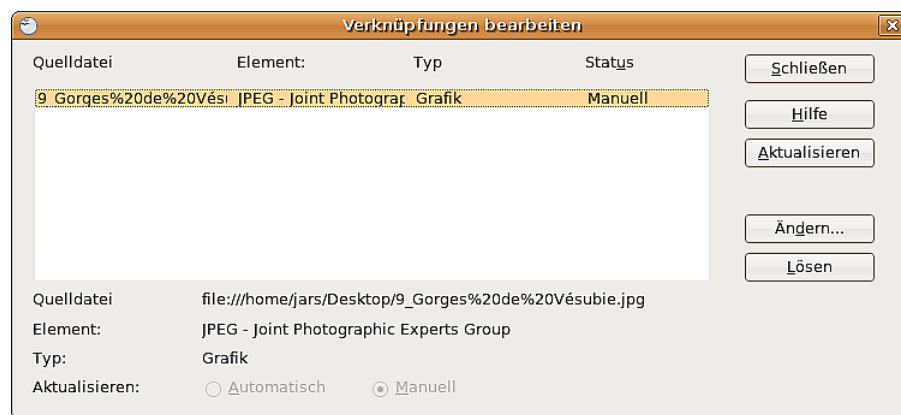 Verknüpfungen bearbeiten
Quelldatei Element: Typ Status
9_Gorges%20de%20Vésu JPEG - Joint Photograp Grafik Manuell
Schließen
Hilfe
Aktualisieren
Ändern...
Lösen
Quelldatei file:///home/jars/Desktop/9_Gorges%20de%20Vésubie.jpg
Element: JPEG - Joint Photographic Experts Group
Typ: Grafik
Aktualisieren: Automatisch Manuell